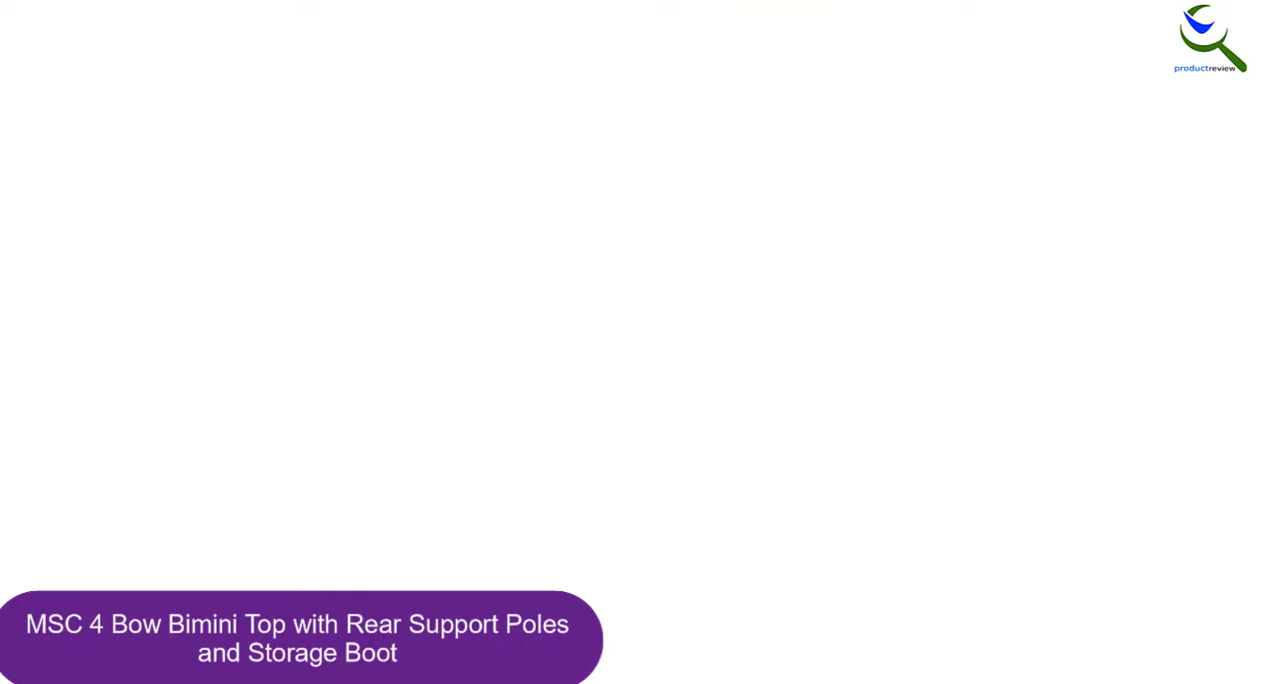 productreview
MSC 4 Bow Bimini Top with Rear Support Poles
and Storage Boot